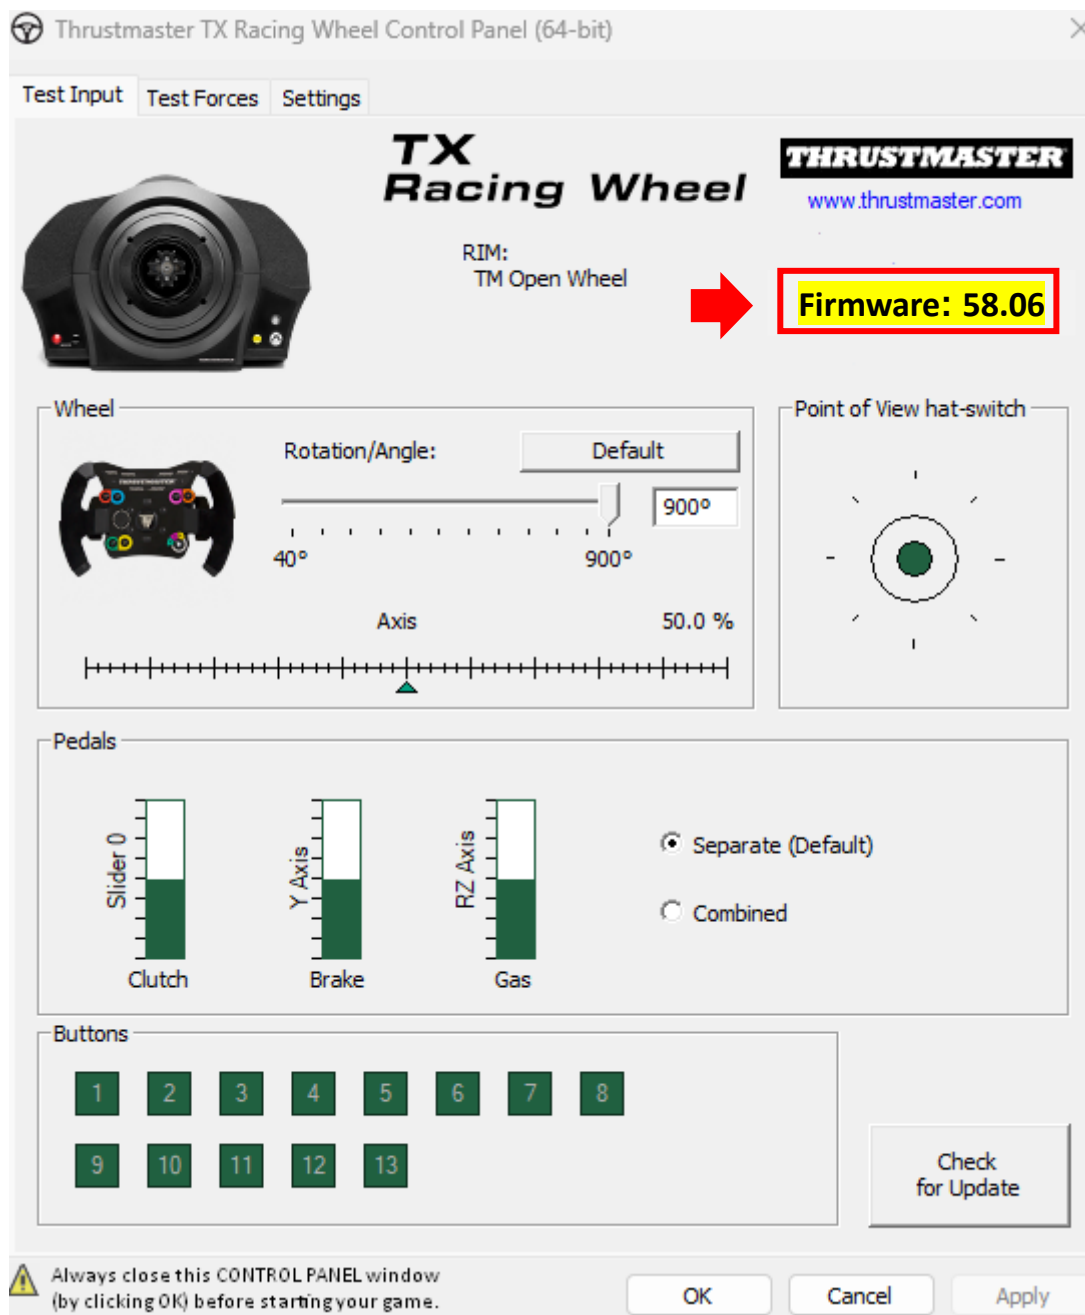 Thrustmaster TX Racing Wheel Control Panel (64-bit)
Test Input Test Forces Settings
TX
Racing Wheel
THRUSTMASTER
www.thrustmaster.com
RIM:
TM Open Wheel
Firmware: 58.06
Wheel
Rotation/Angle:
Default
900°
40°
900°
Axis
50.0 %
THRUSTMASTER
Point of View hat-switch
Pedals
Slider 0
Clutch
Y Axis
Brake
RZ Axis
Gas
Separate (Default)
Combined
Buttons
1 2 3 4 5 6 7 8
9 10 11 12 13
Check
for Update
Always close this CONTROL PANEL window
(by clicking OK) before starting your game.
OK Cancel Apply